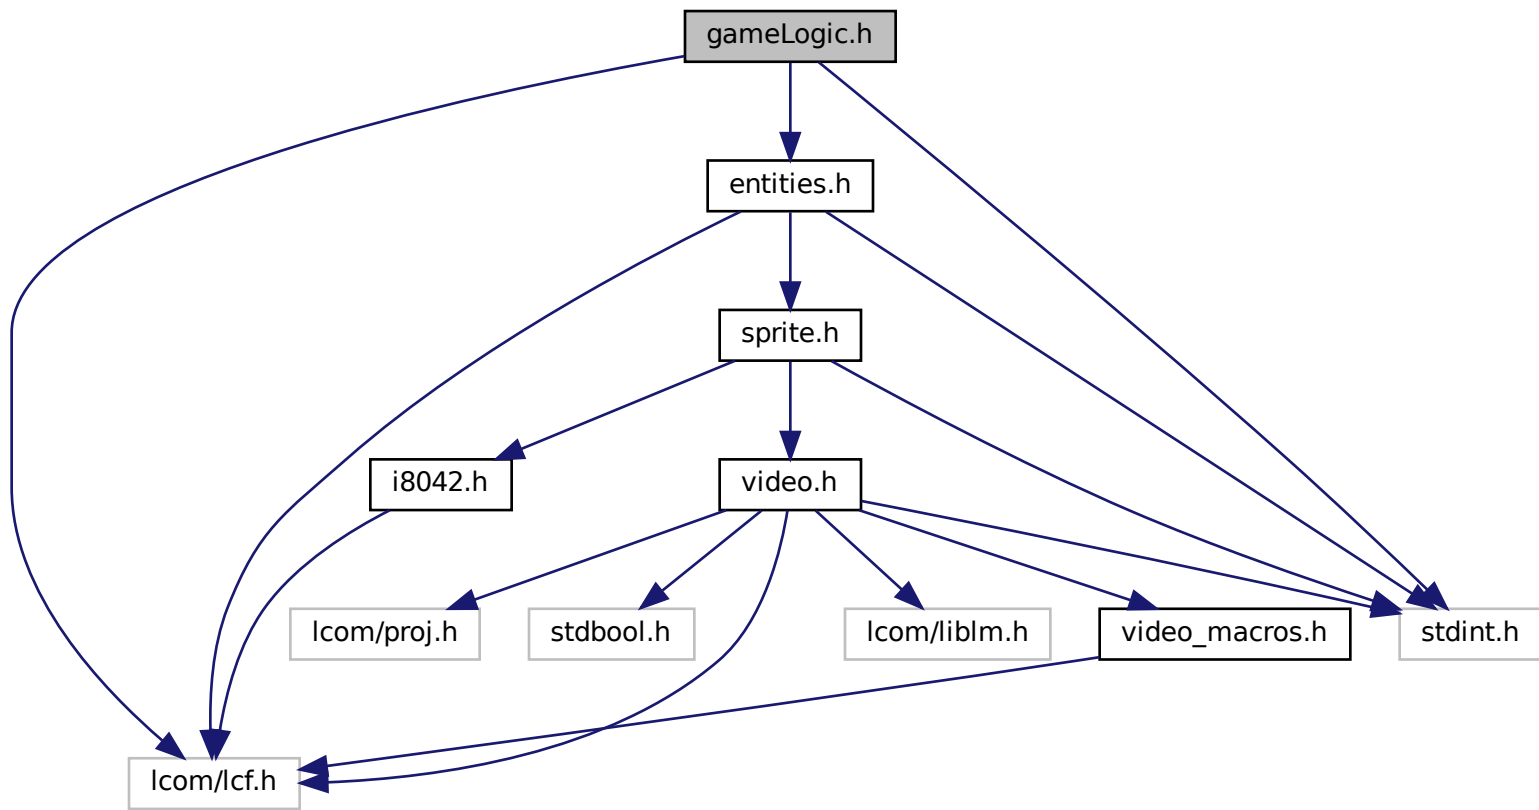 gameLogic.h
entities.h
sprite.h
i8042.h
video.h
lcom/proj.h
stdbool.h
lcom/liblm.h
video_macros.h
stdint.h
lcom/lcf.h